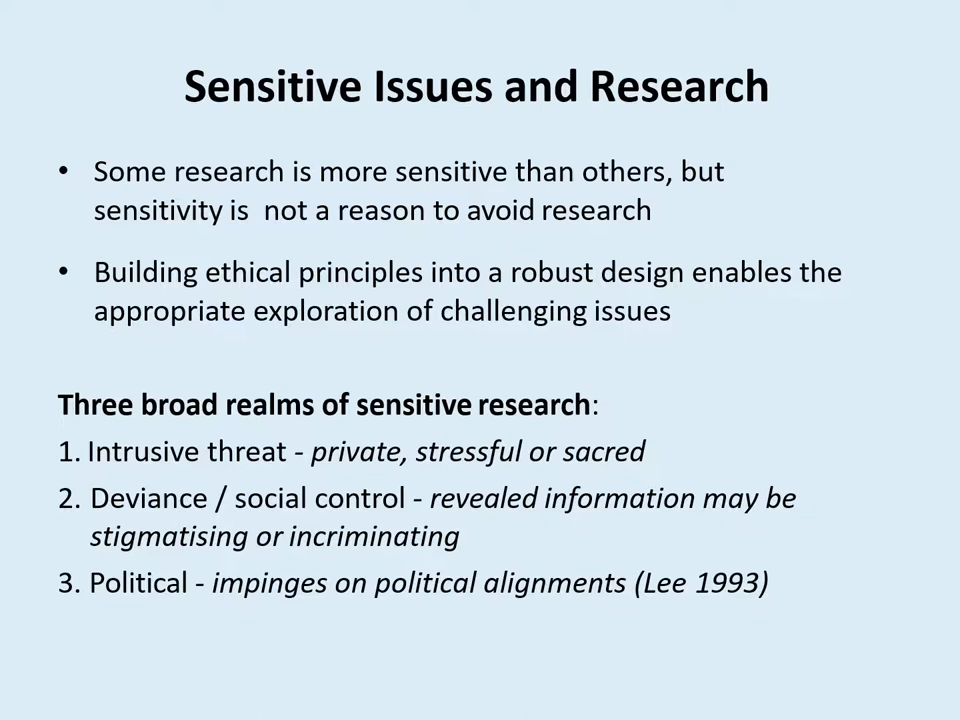 Sensitive Issues and Research
• Some research is more sensitive than others, but
sensitivity is  not a reason to avoid research
• Building ethical principles into a robust design enables the
appropriate exploration of challenging issues
Three broad realms of sensitive research:
1. Intrusive threat - private, stressful or sacred
2. Deviance / social control - revealed information may be
stigmatising or incriminating
3. Political - impinges on political alignments (Lee 1993)